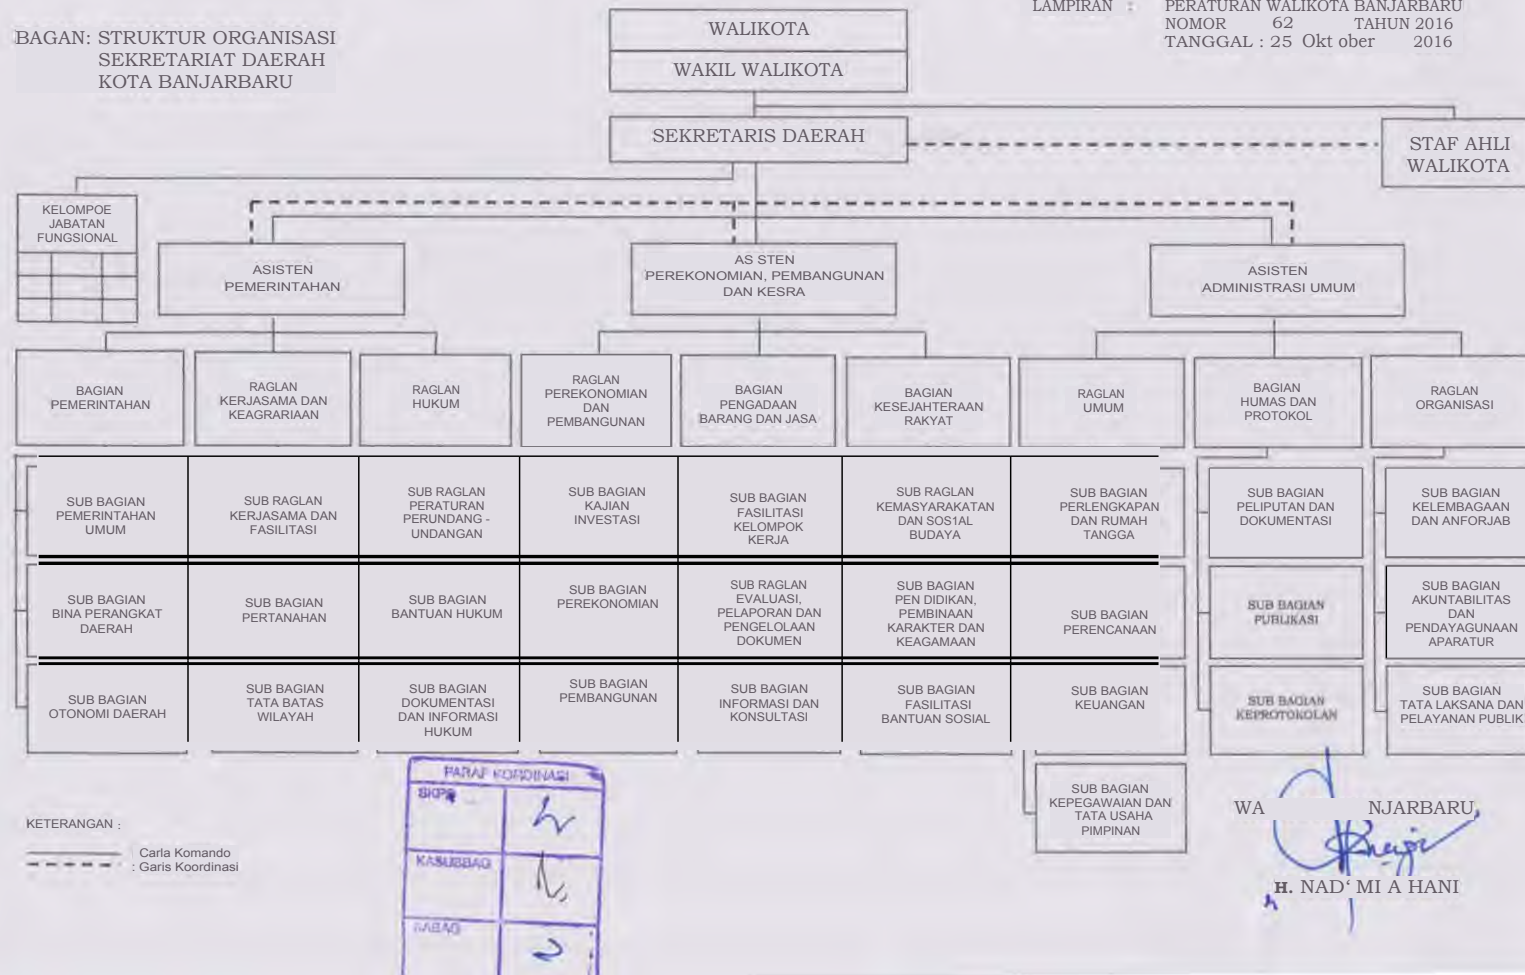 LAMPIRAN : PERATURAN WALIKOTA BANJARBARU
NOMOR 62 TAHUN 2016
TANGGAL : 25 Okt ober 2016
BAGAN: STRUKTUR ORGANISASI
SEKRETARIAT DAERAH
KOTA BANJARBARU
WALIKOTA
WAKIL WALIKOTA
SEKRETARIS DAERAH
STAF AHLI
WALIKOTA
KELOMPOE
JABATAN
FUNGSIONAL
ASISTEN
PEMERINTAHAN
AS STEN
PEREKONOMIAN, PEMBANGUNAN
DAN KESRA
ASISTEN
ADMINISTRASI UMUM
BAGIAN
PEMERINTAHAN
RAGLAN
KERJASAMA DAN
KEAGRARIAAN
RAGLAN
HUKUM
RAGLAN
PEREKONOMIAN
DAN
PEMBANGUNAN
BAGIAN
PENGADAAN
BARANG DAN JASA
BAGIAN
KESEJAHTERAAN
RAKYAT
RAGLAN
UMUM
BAGIAN
HUMAS DAN
PROTOKOL
RAGLAN
ORGANISASI
SUB BAGIAN
PEMERINTAHAN
UMUM
SUB RAGLAN
KERJASAMA DAN
FASILITASI
SUB RAGLAN
PERATURAN
PERUNDANG -
UNDANGAN
SUB BAGIAN
KAJIAN
INVESTASI
SUB BAGIAN
FASILITASI
KELOMPOK
KERJA
SUB RAGLAN
KEMASYARAKATAN
DAN SOS1AL
BUDAYA
SUB BAGIAN
PERLENGKAPAN
DAN RUMAH
TANGGA
SUB BAGIAN
PELIPUTAN DAN
DOKUMENTASI
SUB BAGIAN
KELEMBAGAAN
DAN ANFORJAB
SUB BAGIAN
BINA PERANGKAT
DAERAH
SUB BAGIAN
PERTANAHAN
SUB BAGIAN
BANTUAN HUKUM
SUB BAGIAN
PEREKONOMIAN
SUB RAGLAN
EVALUASI,
PELAPORAN DAN
PENGELOLAAN
DOKUMEN
SUB BAGIAN
PEN DIDIKAN,
PEMBINAAN
KARAKTER DAN
KEAGAMAAN
SUB BAGIAN
PERENCANAAN
SUB BAGIAN
PUBLIKASI
SUB BAGIAN
AKUNTABILITAS
DAN
PENDAYAGUNAAN
APARATUR
SUB BAGIAN
OTONOMI DAERAH
SUB BAGIAN
TATA BATAS
WILAYAH
SUB BAGIAN
DOKUMENTASI
DAN INFORMASI
HUKUM
SUB BAGIAN
PEMBANGUNAN
SUB BAGIAN
INFORMASI DAN
KONSULTASI
SUB BAGIAN
FASILITASI
BANTUAN SOSIAL
SUB BAGIAN
KEUANGAN
SUB BAGIAN
KEPROTOKOLAN
SUB BAGIAN
TATA LAKSANA DAN
PELAYANAN PUBLIK
SUB BAGIAN
KEPEGAWAIAN DAN
TATA USAHA
PIMPINAN
PARAF KORDINASI
SKPD
KASUBBAG
KABAG
KETERANGAN :
Carla Komando
: Garis Koordinasi
WA NJARBARU,
H. NAD‘ MI A HANI